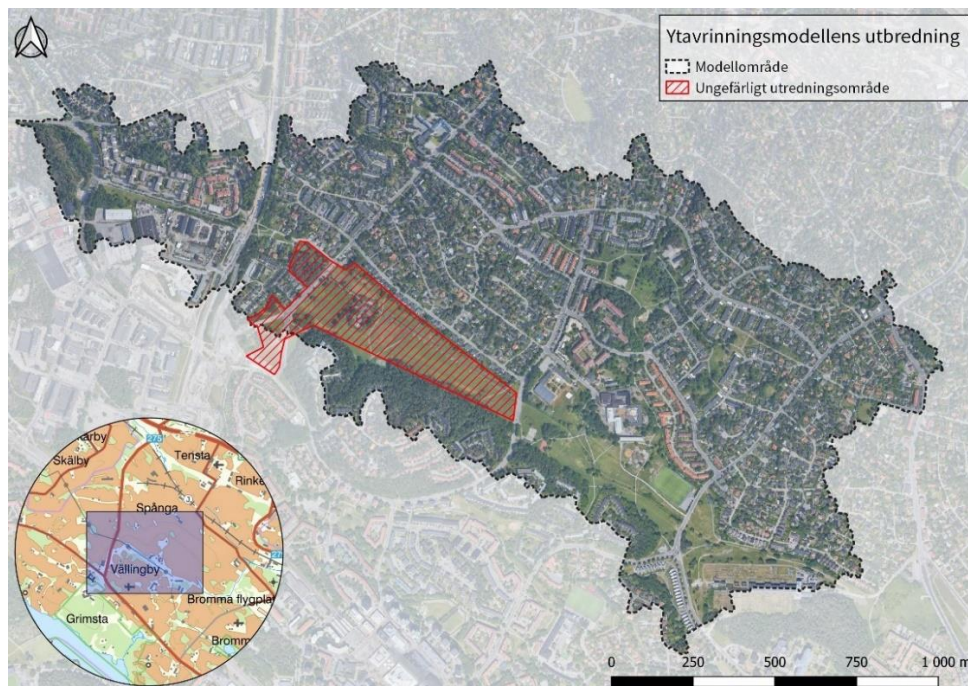 Ytavrinningsmodellens utbredning
Modellområde
Ungefärligt utredningsområde
275
Tensta
Skälby
Rinke
Spånga
Vällingby
Bromma flygpla
Grimsta
Bromm
0 250 500 750 1 000 m